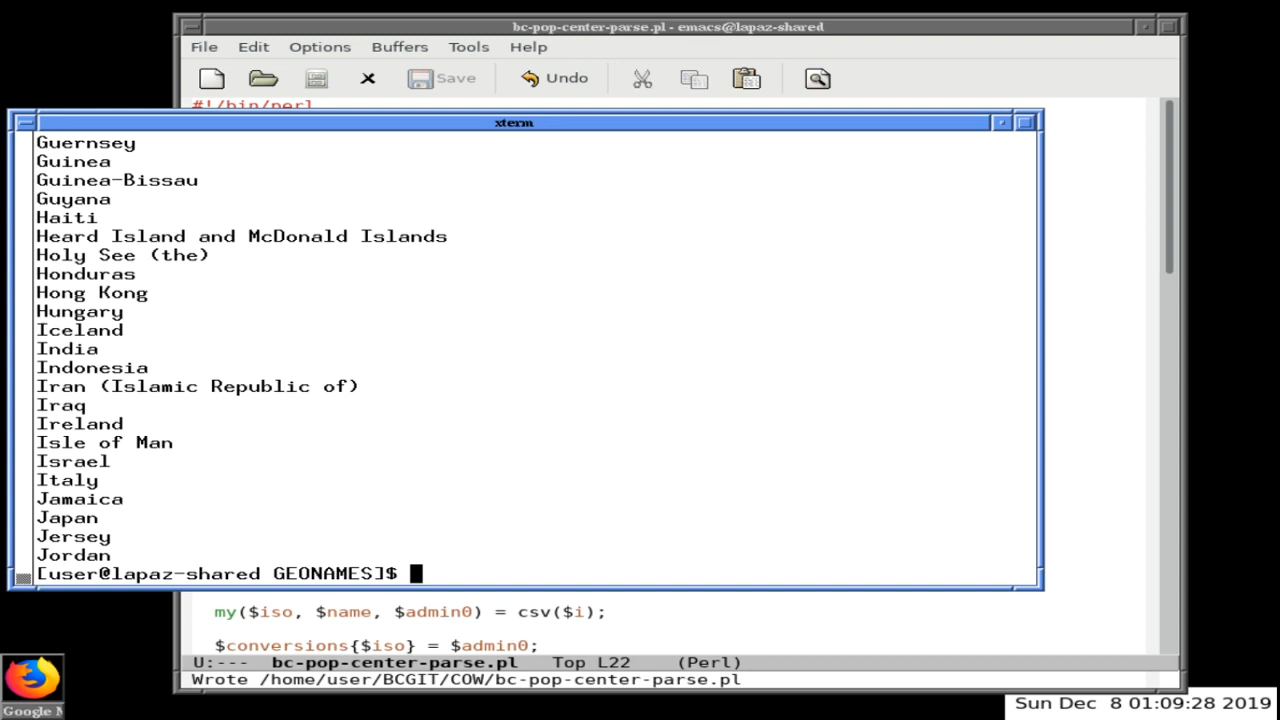 bc-pop-center-parse.pl - emacs@lapaz-shared
File Edit Options Buffers Tools Help
Save Undo
#!/bin/perl
xterm
Guernsey
Guinea
Guinea-Bissau
Guyana
Haiti
Heard Island and McDonald Islands
Holy See (the)
Honduras
Hong Kong
Hungary
Iceland
India
Indonesia
Iran (Islamic Republic of)
Iraq
Ireland
Isle of Man
Israel
Italy
Jamaica
Japan
Jersey
Jordan
[user@lapaz-shared GEONAMES]$
my($iso, $name, $admin0) = csv($i);
$conversions{$iso} = $admin0;
U:--- bc-pop-center-parse.pl Top L22 (Perl)
Wrote /home/user/BCGIT/COW/bc-pop-center-parse.pl
Google M
Sun Dec 8 01:09:28 2019